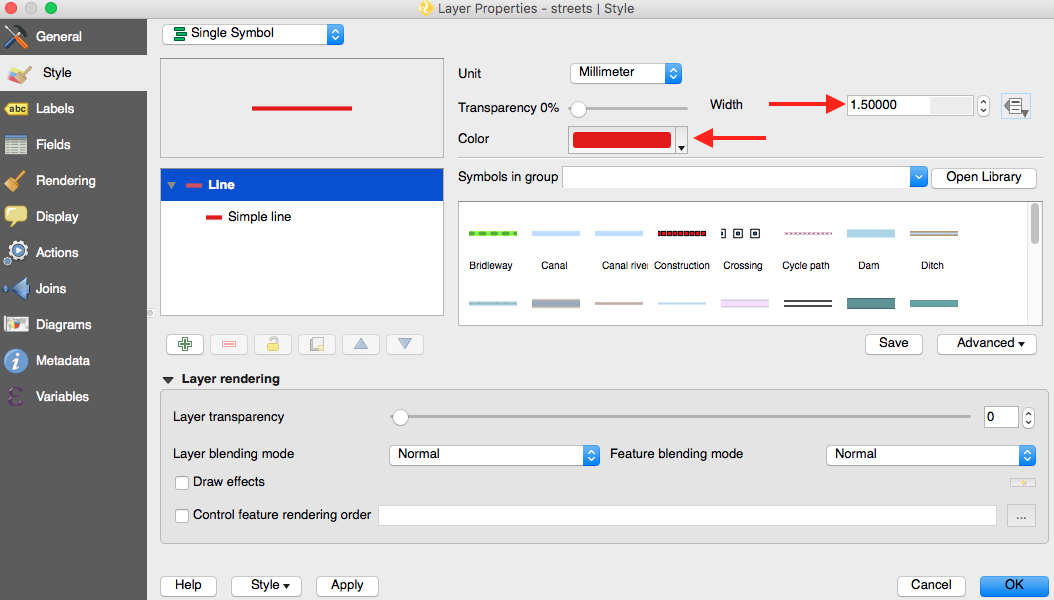 Layer Properties - streets | Style
General
Style
Labels
Fields
Rendering
Display
Actions
Joins
Diagrams
Metadata
Variables
Single Symbol
Unit
Millimeter
Transparency 0%
Width
1.50000
Color
Line
Simple line
Symbols in group
Open Library
Bridleway
Canal
Canal river
Construction
Crossing
Cycle path
Dam
Ditch
Save
Advanced
Layer rendering
Layer transparency
0
Layer blending mode
Normal
Feature blending mode
Normal
Draw effects
Control feature rendering order
...
Help
Style
Apply
Cancel
OK
abc